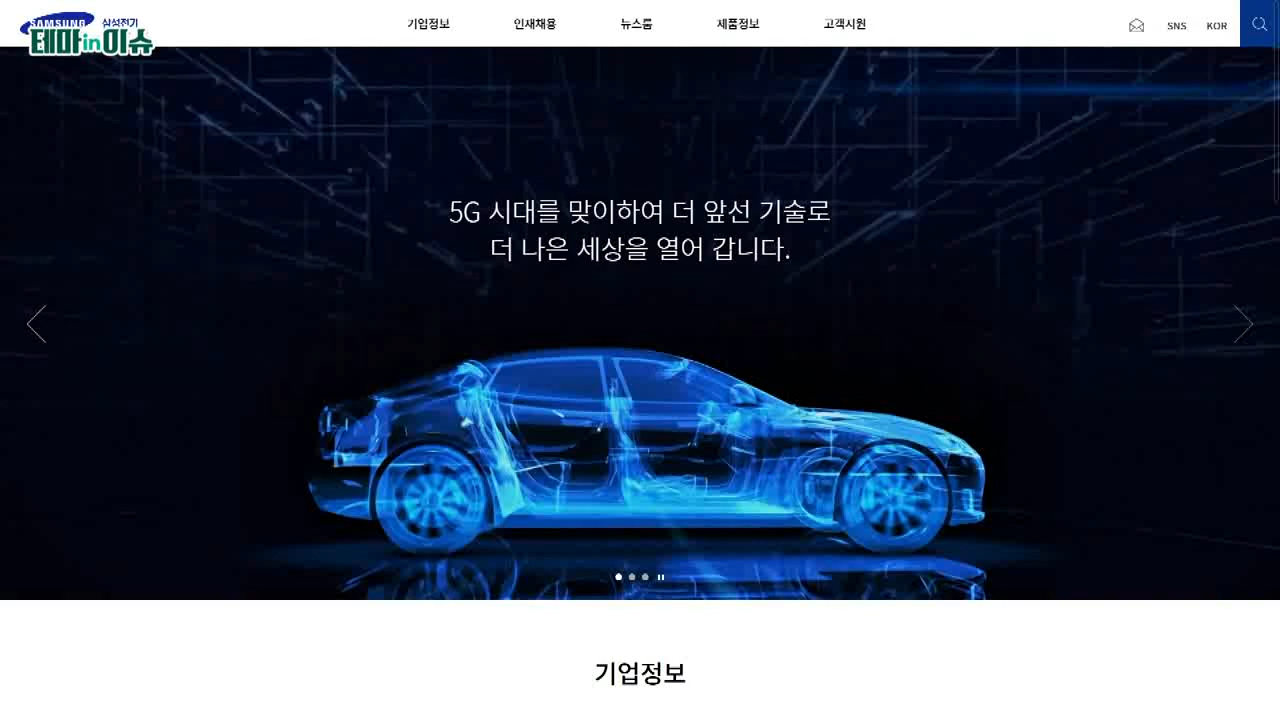 SAMSUNG 삼성전기
테마in이슈
기업정보 인재채용 뉴스룸 제품정보 고객지원
SNS KOR
5G 시대를 맞이하여 더 앞선 기술로
더 나은 세상을 열어 갑니다.
기업정보